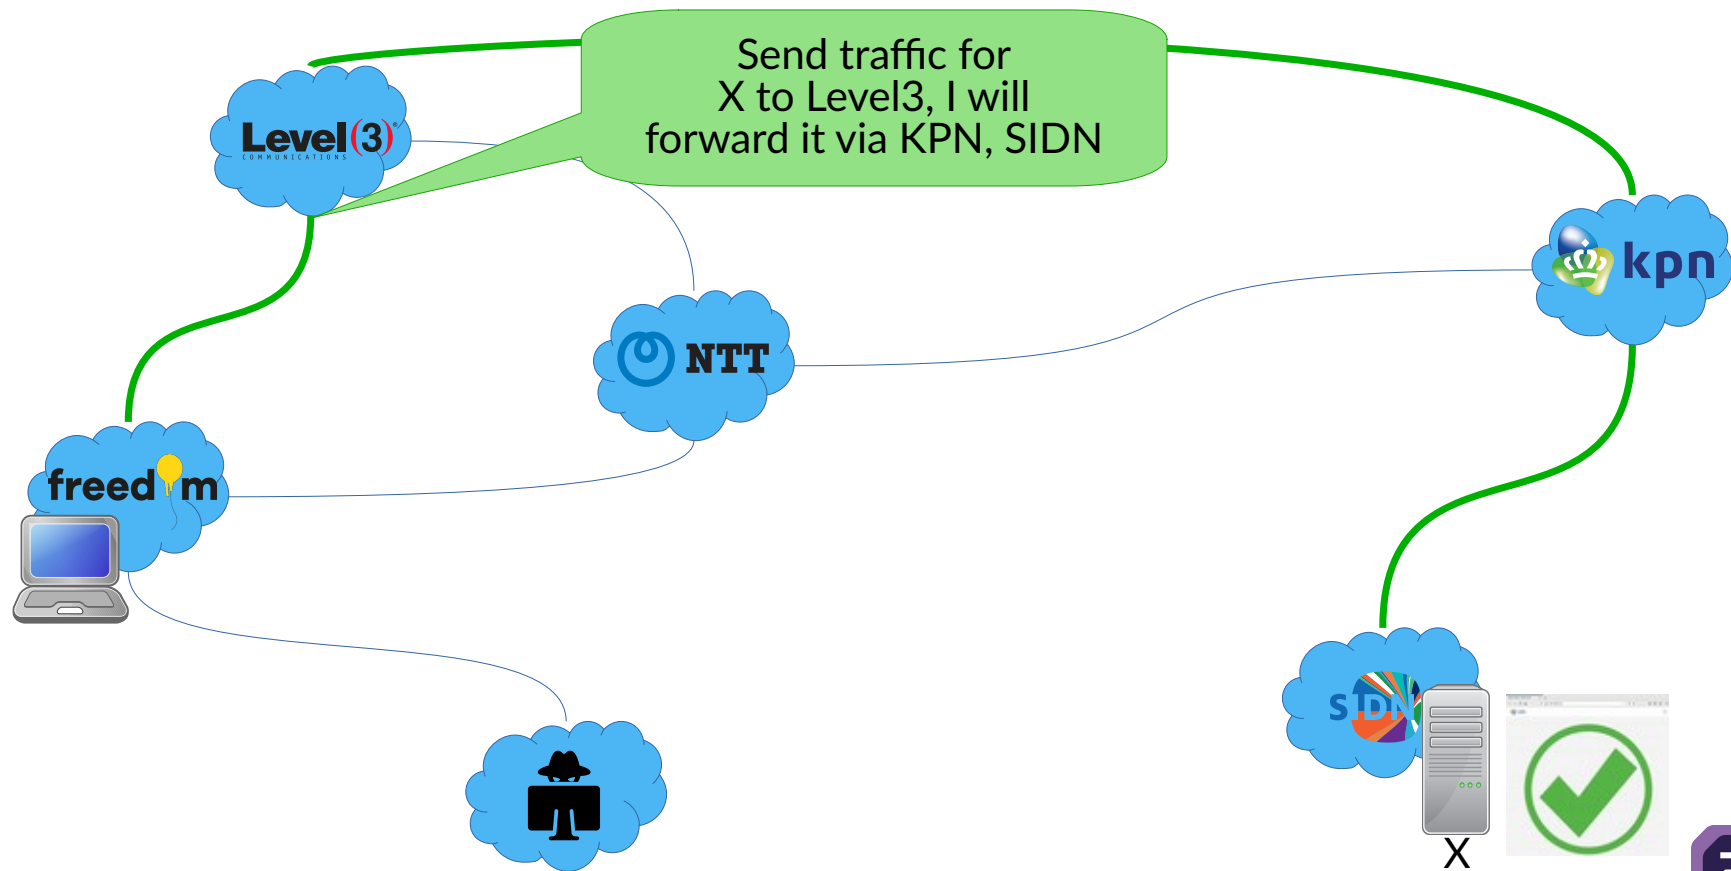 Send traffic for
X to Level3, I will
forward it via KPN, SIDN
Level(3)®
COMMUNICATIONS
kpn
NTT
freedom
SIDN
X